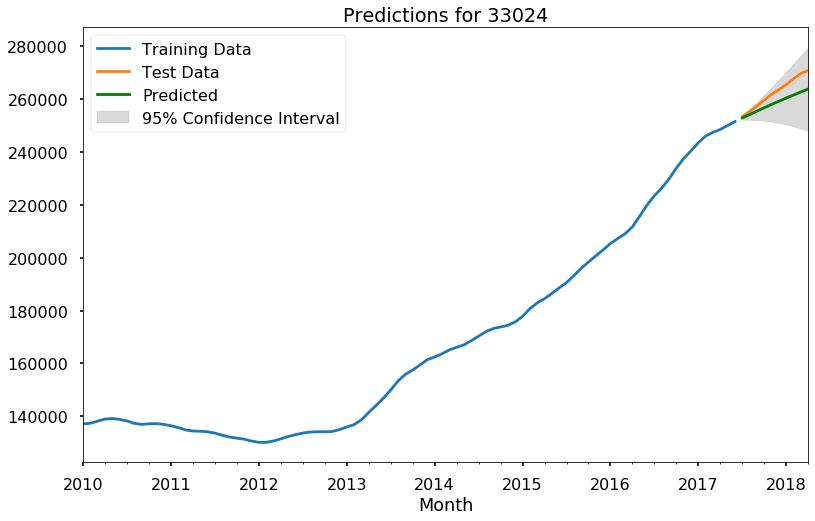 Predictions for 33024
Training Data
Test Data
Predicted
95% Confidence Interval
280000
260000
240000
220000
200000
180000
160000
140000
2010 2011 2012 2013 2014 2015 2016 2017 2018
Month